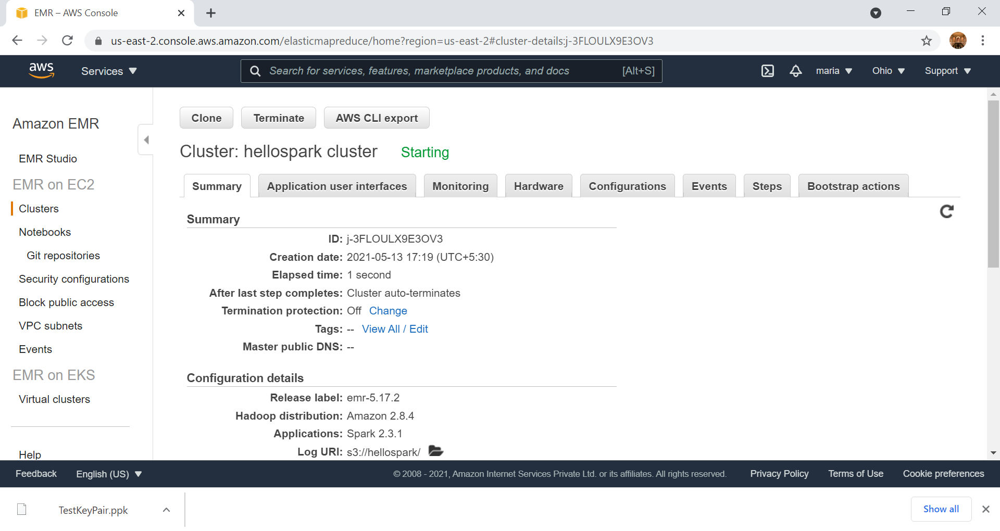 EMR – AWS Console
us-east-2.console.aws.amazon.com/elasticmapreduce/home?region=us-east-2#cluster-details:j-3FLOULX9E3OV3
aws
Services
Search for services, features, marketplace products, and docs [Alt+S]
maria
Ohio
Support
Amazon EMR
EMR Studio
EMR on EC2
Clusters
Notebooks
Git repositories
Security configurations
Block public access
VPC subnets
Events
EMR on EKS
Virtual clusters
Help
Clone
Terminate
AWS CLI export
Cluster: hellospark cluster Starting
Summary
Application user interfaces
Monitoring
Hardware
Configurations
Events
Steps
Bootstrap actions
Summary
ID: j-3FLOULX9E3OV3
Creation date: 2021-05-13 17:19 (UTC+5:30)
Elapsed time: 1 second
After last step completes: Cluster auto-terminates
Termination protection: Off Change
Tags: -- View All / Edit
Master public DNS: --
Configuration details
Release label: emr-5.17.2
Hadoop distribution: Amazon 2.8.4
Applications: Spark 2.3.1
Log URI: s3://hellospark/
Feedback
English (US)
© 2008 - 2021, Amazon Internet Services Private Ltd. or its affiliates. All rights reserved.
Privacy Policy
Terms of Use
Cookie preferences
TestKeyPair.ppk
Show all